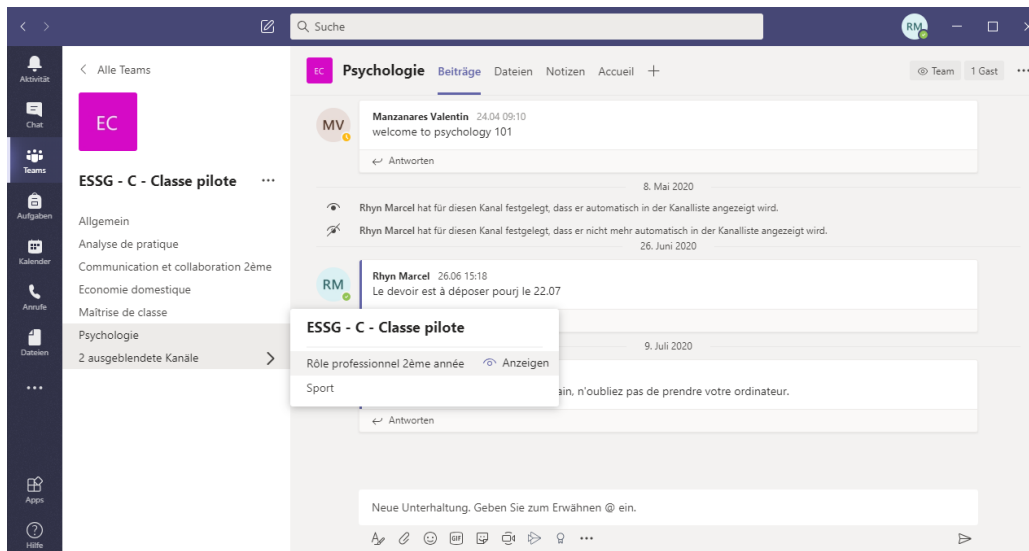 Suche
RM
Aktivität
Chat
Teams
Aufgaben
Kalender
Anrufe
Dateien
Apps
Hilfe
Alle Teams
EC
ESSG - C - Classe pilote
Allgemein
Analyse de pratique
Communication et collaboration 2ème
Economie domestique
Maîtrise de classe
Psychologie
2 ausgeblendete Kanäle
EC Psychologie Beiträge Dateien Notizen Accueil
Team 1 Gast
MV
Manzanares Valentin 24.04 09:10
welcome to psychology 101
Antworten
8. Mai 2020
Rhyn Marcel hat für diesen Kanal festgelegt, dass er automatisch in der Kanalliste angezeigt wird.
Rhyn Marcel hat für diesen Kanal festgelegt, dass er nicht mehr automatisch in der Kanalliste angezeigt wird.
26. Juni 2020
RM
Rhyn Marcel 26.06 15:18
Le devoir est à déposer pourj le 22.07
ESSG - C - Classe pilote
Rôle professionnel 2ème année Anzeigen
Sport
9. Juli 2020
n'oubliez pas de prendre votre ordinateur.
Antworten
Neue Unterhaltung. Geben Sie zum Erwähnen @ ein.
GIF